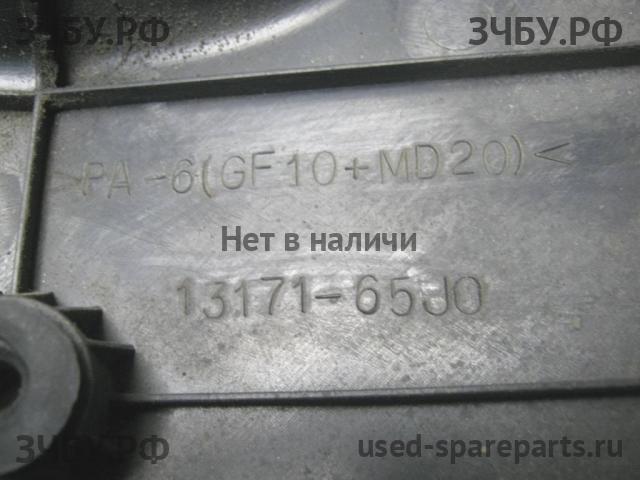 ЗЧБУ.РФ ЗЧБУ.РФ
>PA-6(GF10+MD20)<
Нет в наличи
13171-65J0
ЗЧБУ.РФ used-spareparts.ru